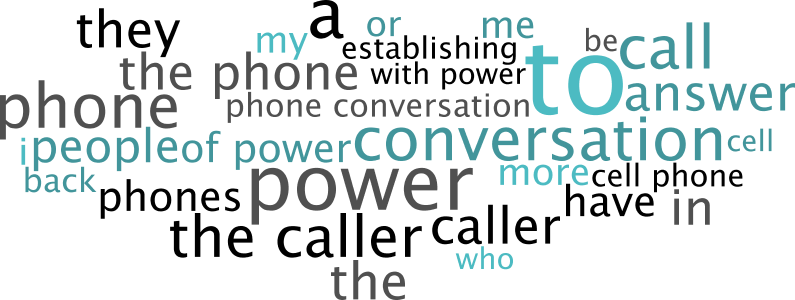 they
a
or
me
my
establishing
be
call
the phone
with power
to
phone
phone conversation
answer
i
people
of power
conversation
cell
back
phones
power
more
cell phone
have
in
the caller
caller
who
the